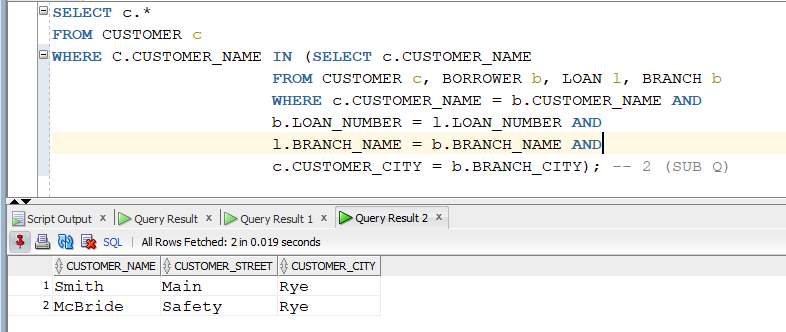 SELECT c.*
FROM CUSTOMER c
WHERE C.CUSTOMER_NAME IN (SELECT c.CUSTOMER_NAME
FROM CUSTOMER c, BORROWER b, LOAN l, BRANCH b
WHERE c.CUSTOMER_NAME = b.CUSTOMER_NAME AND
b.LOAN_NUMBER = l.LOAN_NUMBER AND
l.BRANCH_NAME = b.BRANCH_NAME AND
c.CUSTOMER_CITY = b.BRANCH_CITY); -- 2 (SUB Q)
Script Output x Query Result x Query Result 1 x Query Result 2 x
SQL | All Rows Fetched: 2 in 0.019 seconds
CUSTOMER_NAME CUSTOMER_STREET CUSTOMER_CITY
1 Smith Main Rye
2 McBride Safety Rye